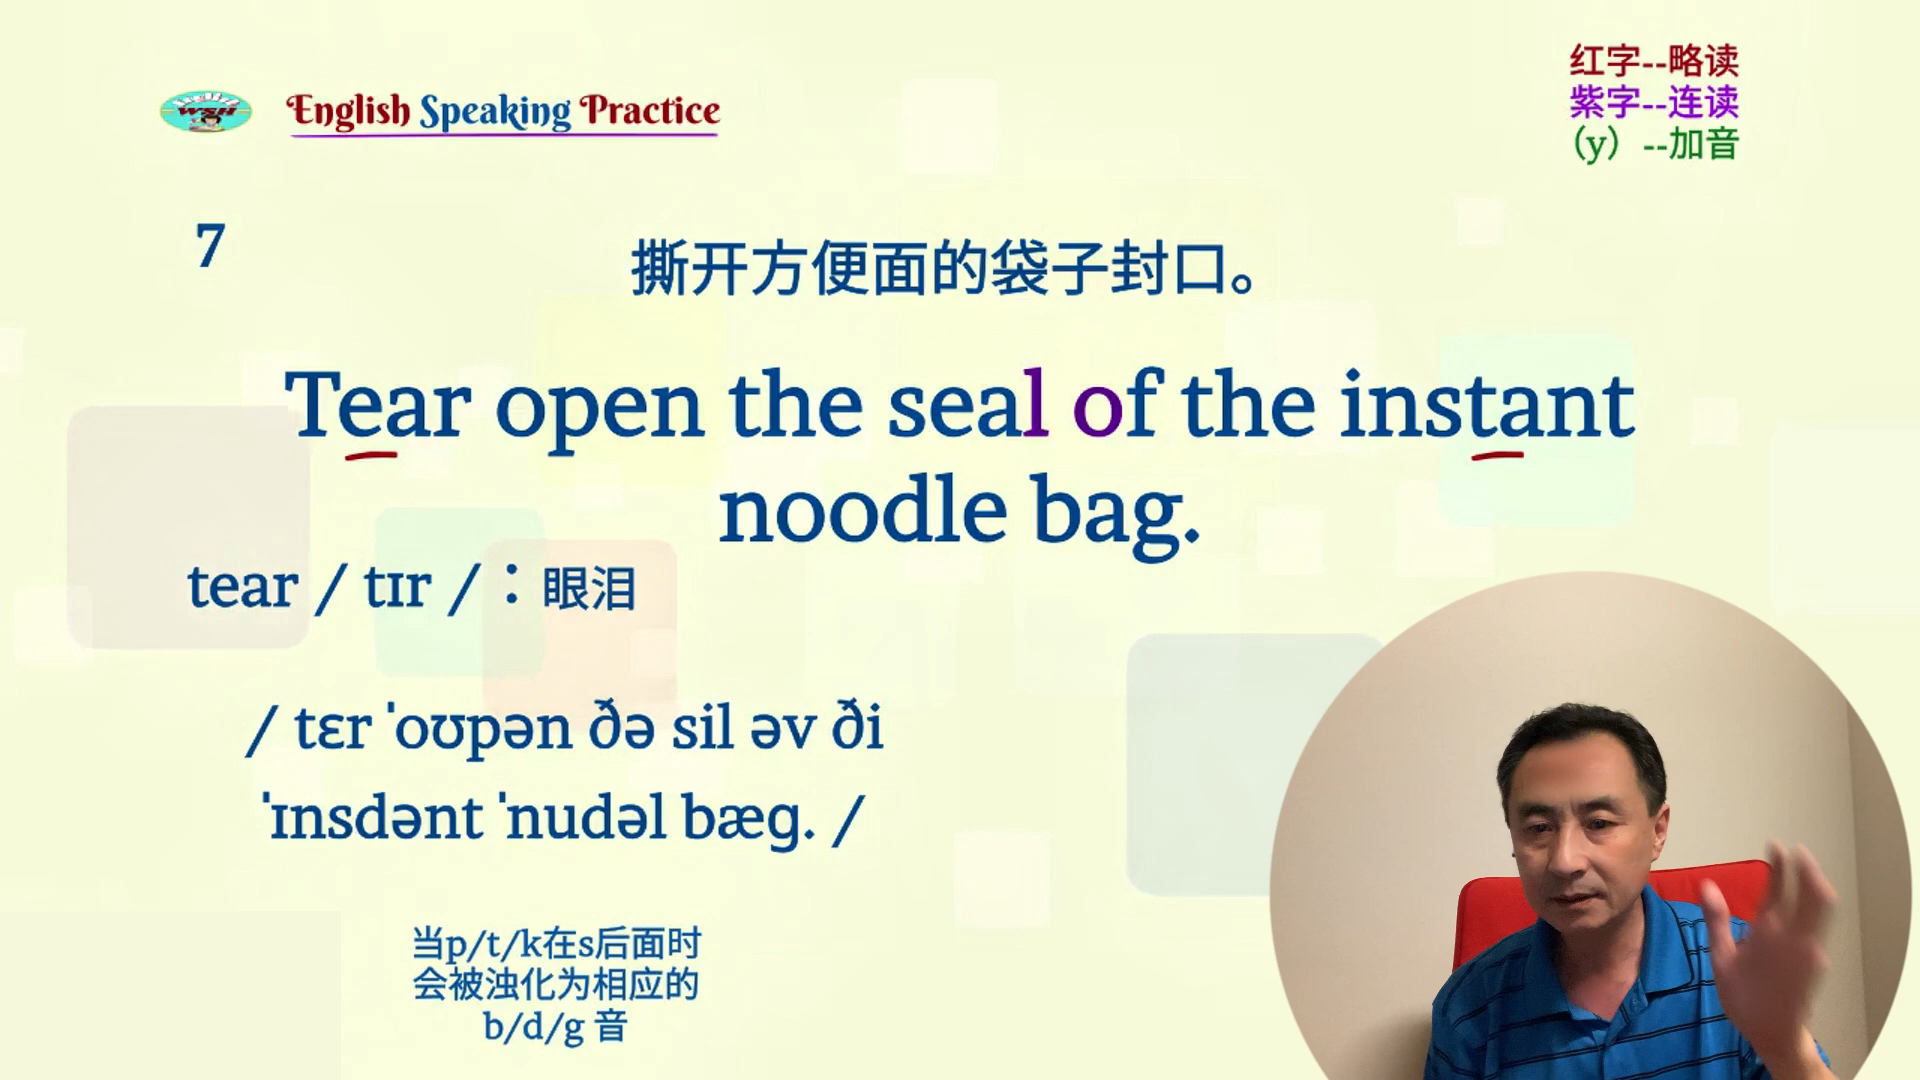 WSH
English Speaking Practice
红字--略读
紫字--连读
（y）--加音
7
撕开方便面的袋子封口。
Tear open the seal of the instant
noodle bag.
tear / tɪr /：眼泪
/ tɛr ˈoʊpən ðə sil əv ði
ˈɪnsdənt ˈnudəl bæg. /
当p/t/k在s后面时
会被浊化为相应的
b/d/g 音